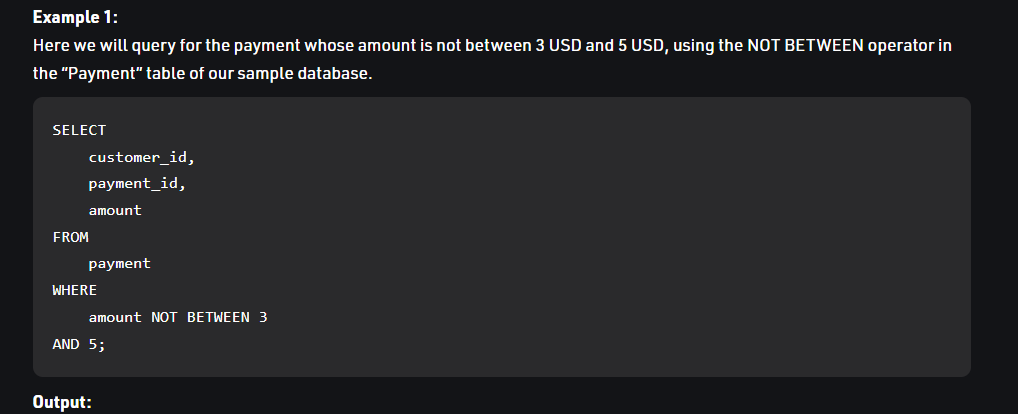 Example 1:
Here we will query for the payment whose amount is not between 3 USD and 5 USD, using the NOT BETWEEN operator in
the “Payment” table of our sample database.
SELECT
    customer_id,
    payment_id,
    amount
FROM
    payment
WHERE
    amount NOT BETWEEN 3
AND 5;
Output: